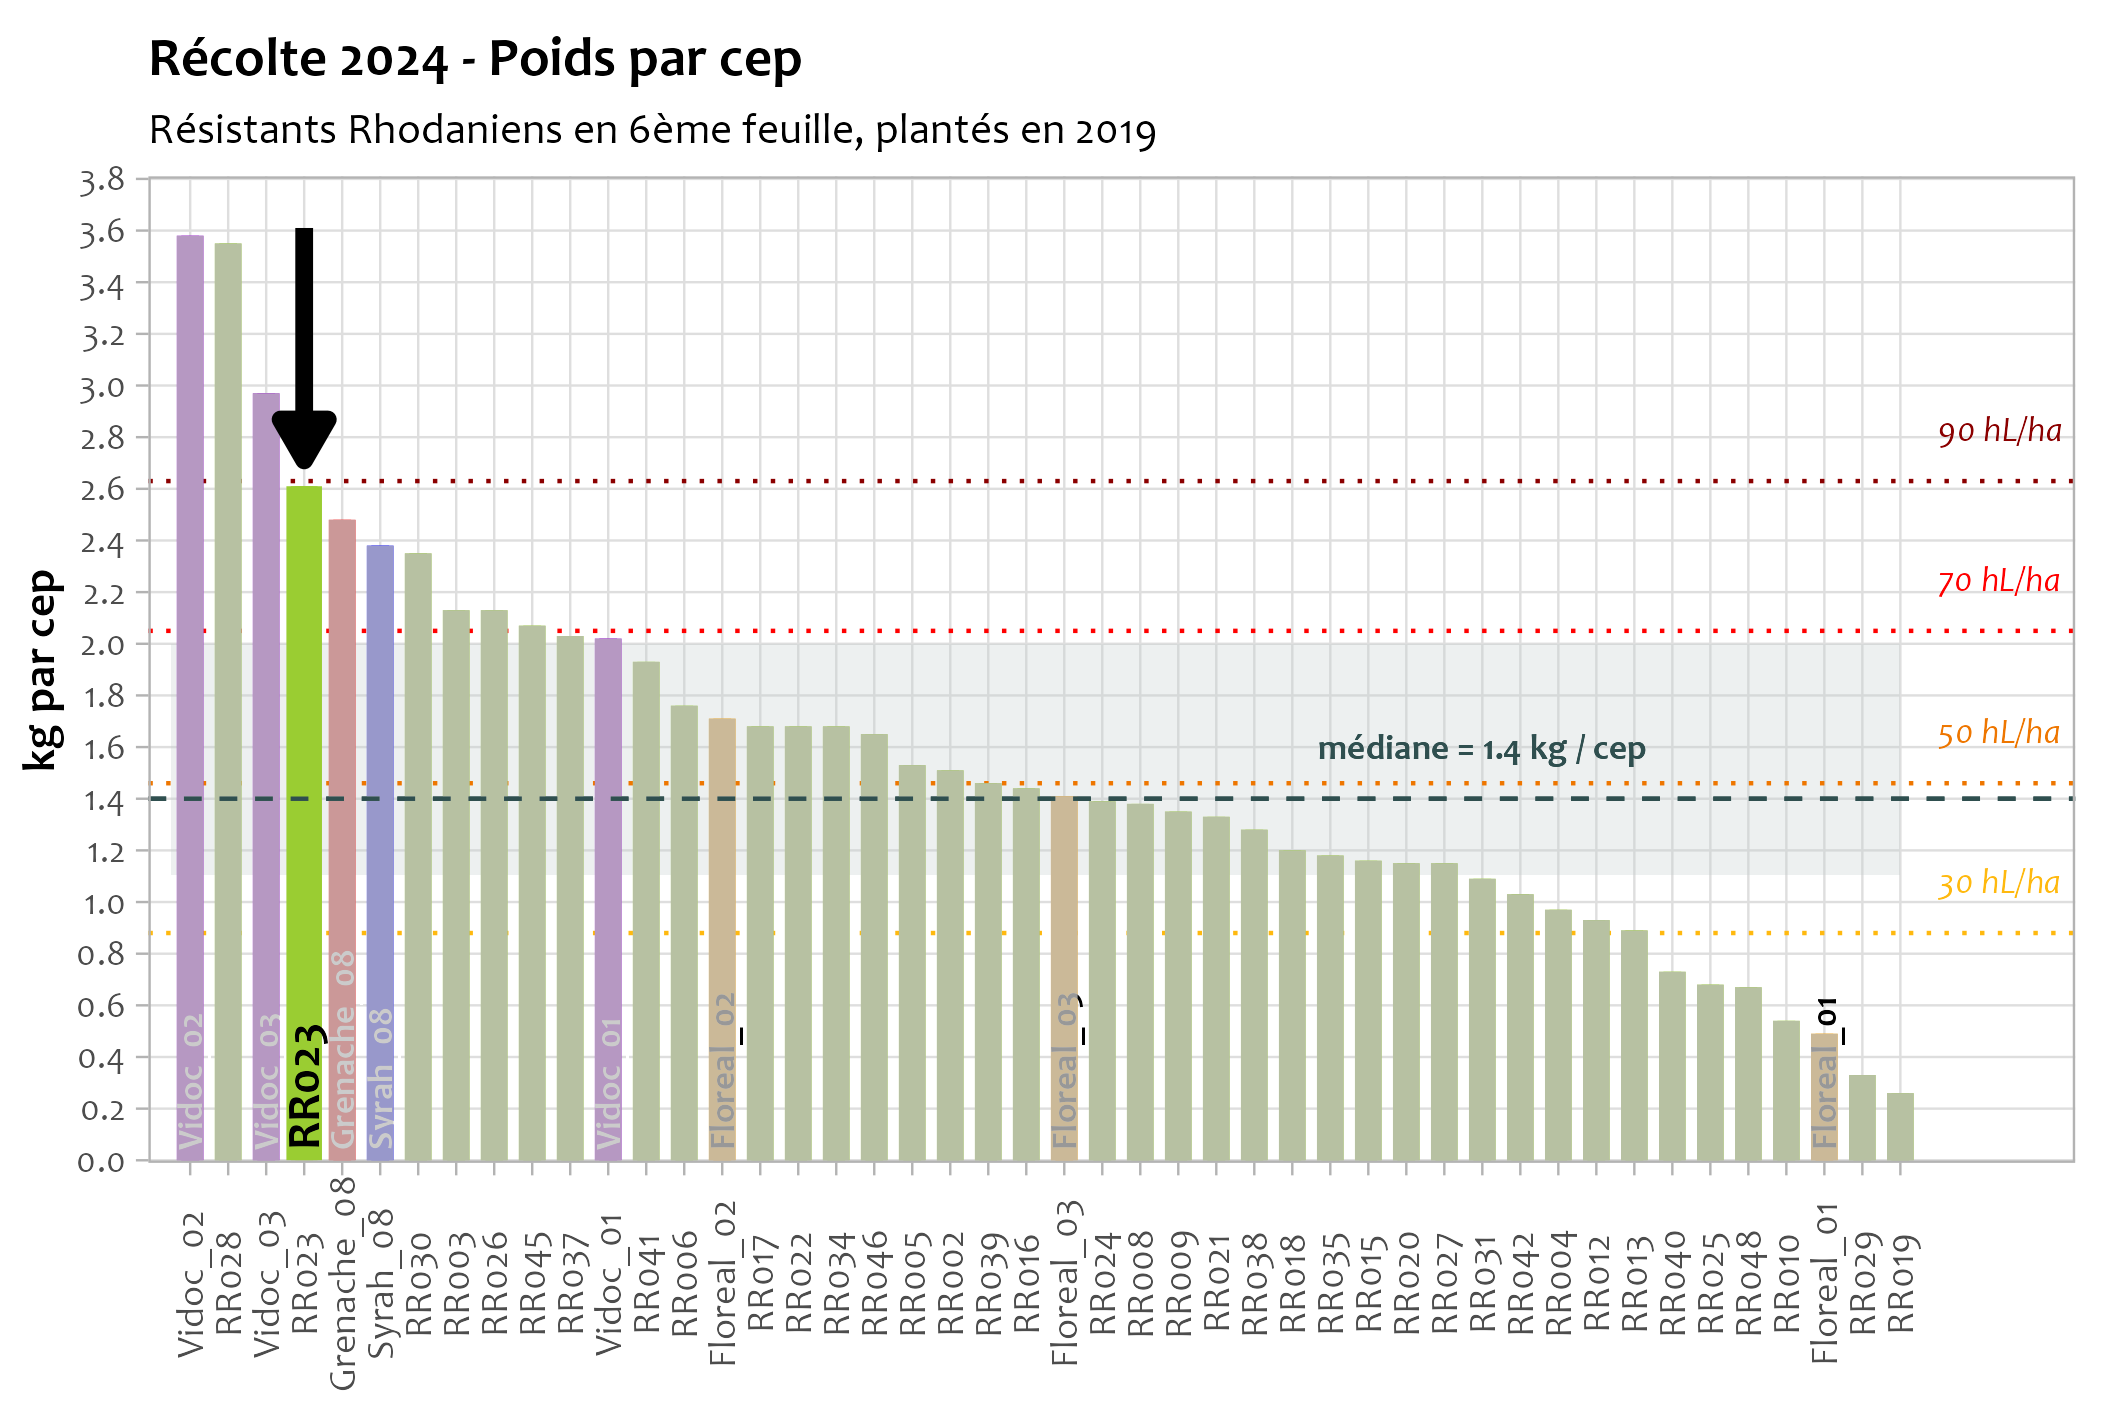 Récolte 2024 - Poids par cep
Résistants Rhodaniens en 6ème feuille, plantés en 2019
kg par cep
3.8
3.6
3.4
3.2
3.0
2.8
2.6
2.4
2.2
2.0
1.8
1.6
1.4
1.2
1.0
0.8
0.6
0.4
0.2
0.0
90 hL/ha
70 hL/ha
50 hL/ha
30 hL/ha
médiane = 1.4 kg / cep
Vidoc_02
Vidoc_03
RR023
Grenache_08
Syrah_08
Vidoc_01
Floreal_02
Floreal_03
Floreal_01
Vidoc_02
RR028
Vidoc_03
RR023
Grenache_08
Syrah_08
RR030
RR003
RR026
RR045
RR037
Vidoc_01
RR041
RR006
Floreal_02
RR017
RR022
RR034
RR046
RR005
RR002
RR039
RR016
Floreal_03
RR024
RR008
RR009
RR021
RR038
RR018
RR035
RR015
RR020
RR027
RR031
RR042
RR004
RR012
RR013
RR040
RR025
RR048
RR010
Floreal_01
RR029
RR019